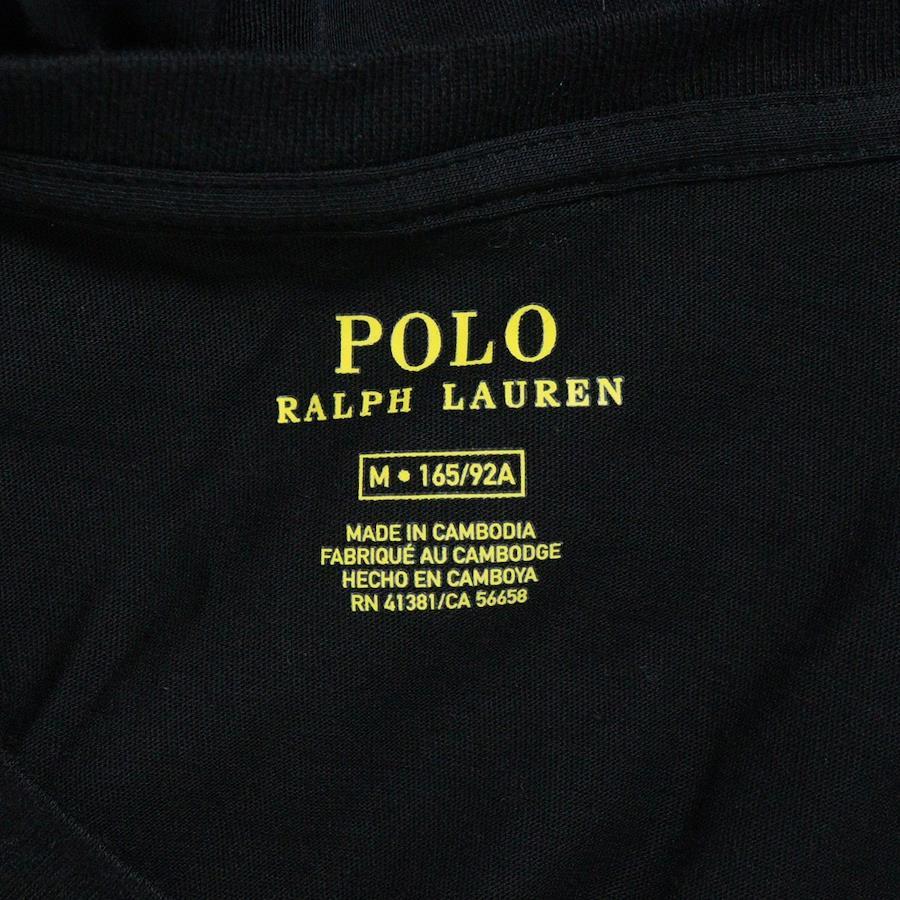 POLO
RALPH LAUREN
M • 165/92A
MADE IN CAMBODIA
FABRIQUÉ AU CAMBODGE
HECHO EN CAMBOYA
RN 41381/CA 56658